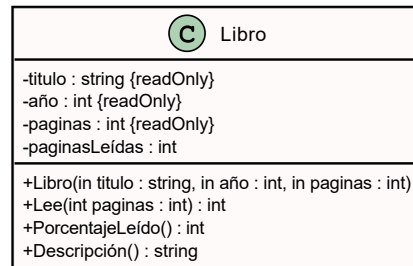 C Libro
-titulo : string {readOnly}
-año : int {readOnly}
-paginas : int {readOnly}
-paginasLeídas : int
+Libro(in titulo : string, in año : int, in paginas : int)
+Lee(int paginas : int) : int
+PorcentajeLeído() : int
+Descripción() : string